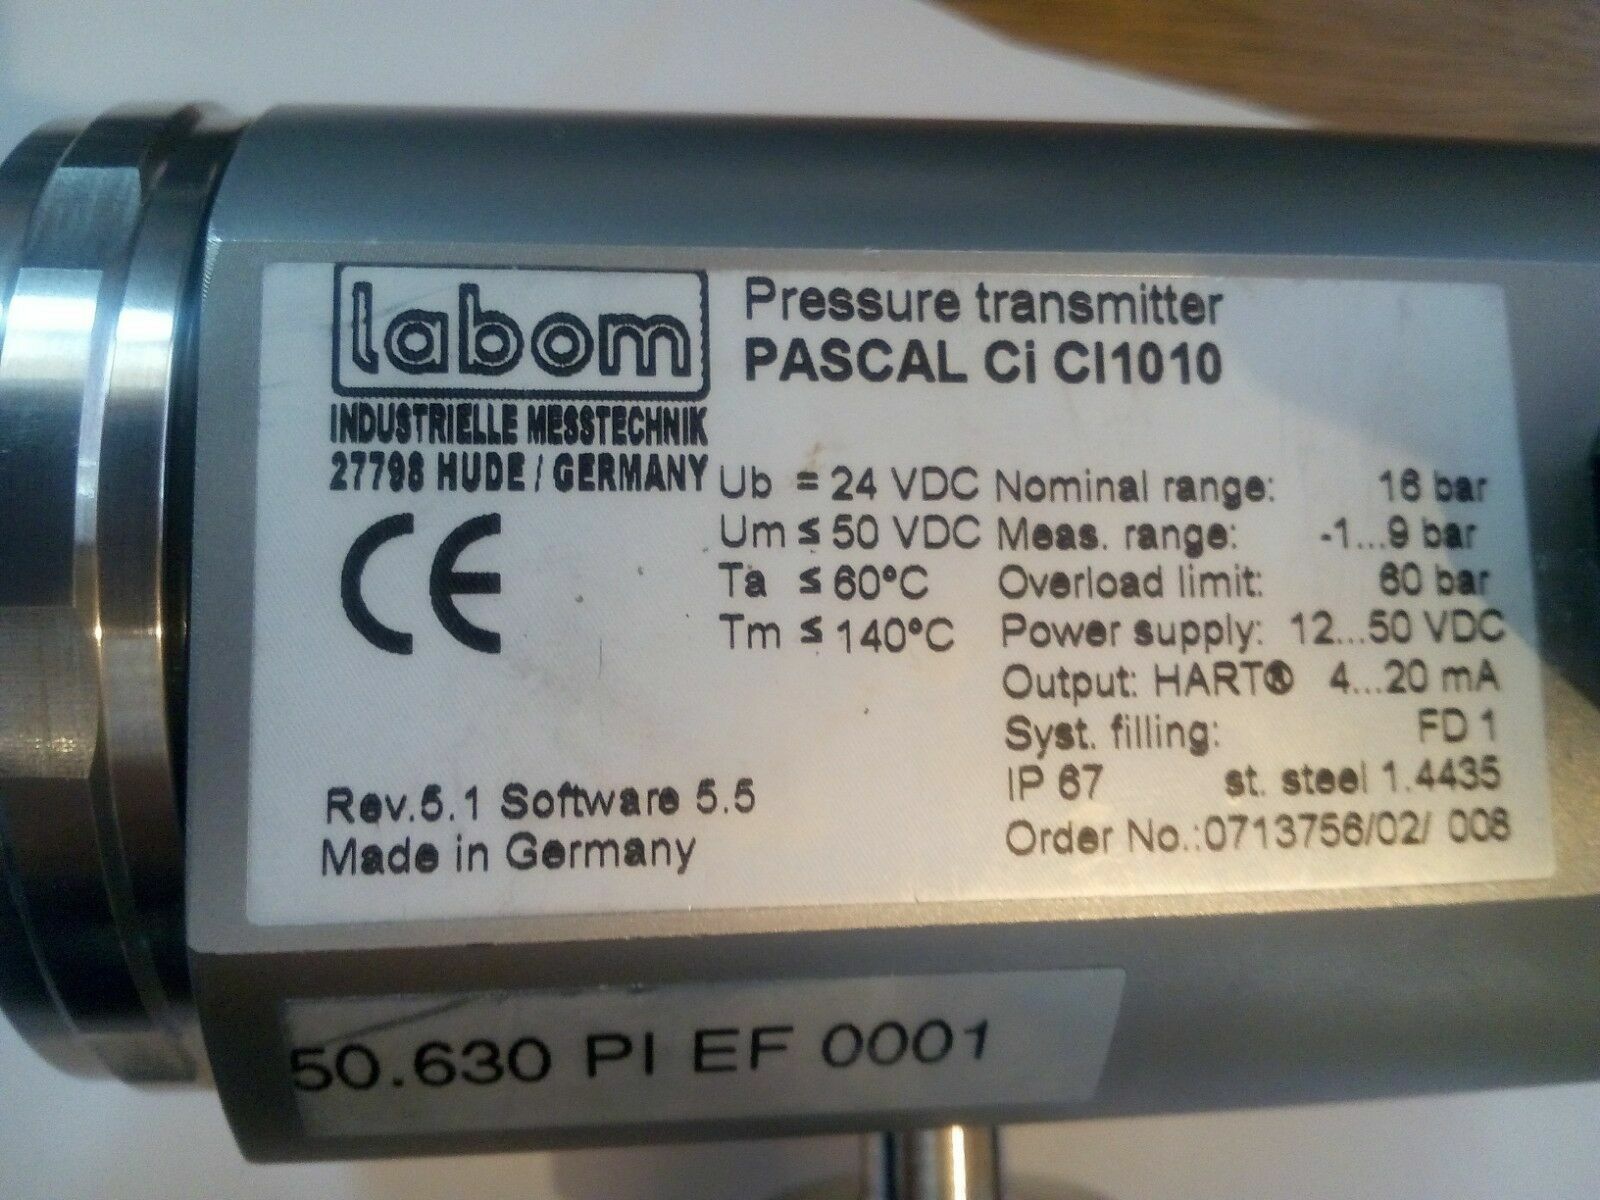 labom
INDUSTRIELLE MESSTECHNIK
27798 HUDE / GERMANY
CE
Pressure transmitter
PASCAL Ci CI1010
Ub = 24 VDC
Um ≤ 50 VDC
Ta ≤ 60°C
Tm ≤ 140°C
Nominal range: 16 bar
Meas. range: -1...9 bar
Overload limit: 60 bar
Power supply: 12...50 VDC
Output: HART® 4...20 mA
Syst. filling: FD 1
IP 67 st. steel 1.4435
Order No.:0713756/02/ 006
Rev.5.1 Software 5.5
Made in Germany
50.630 PI EF 0001